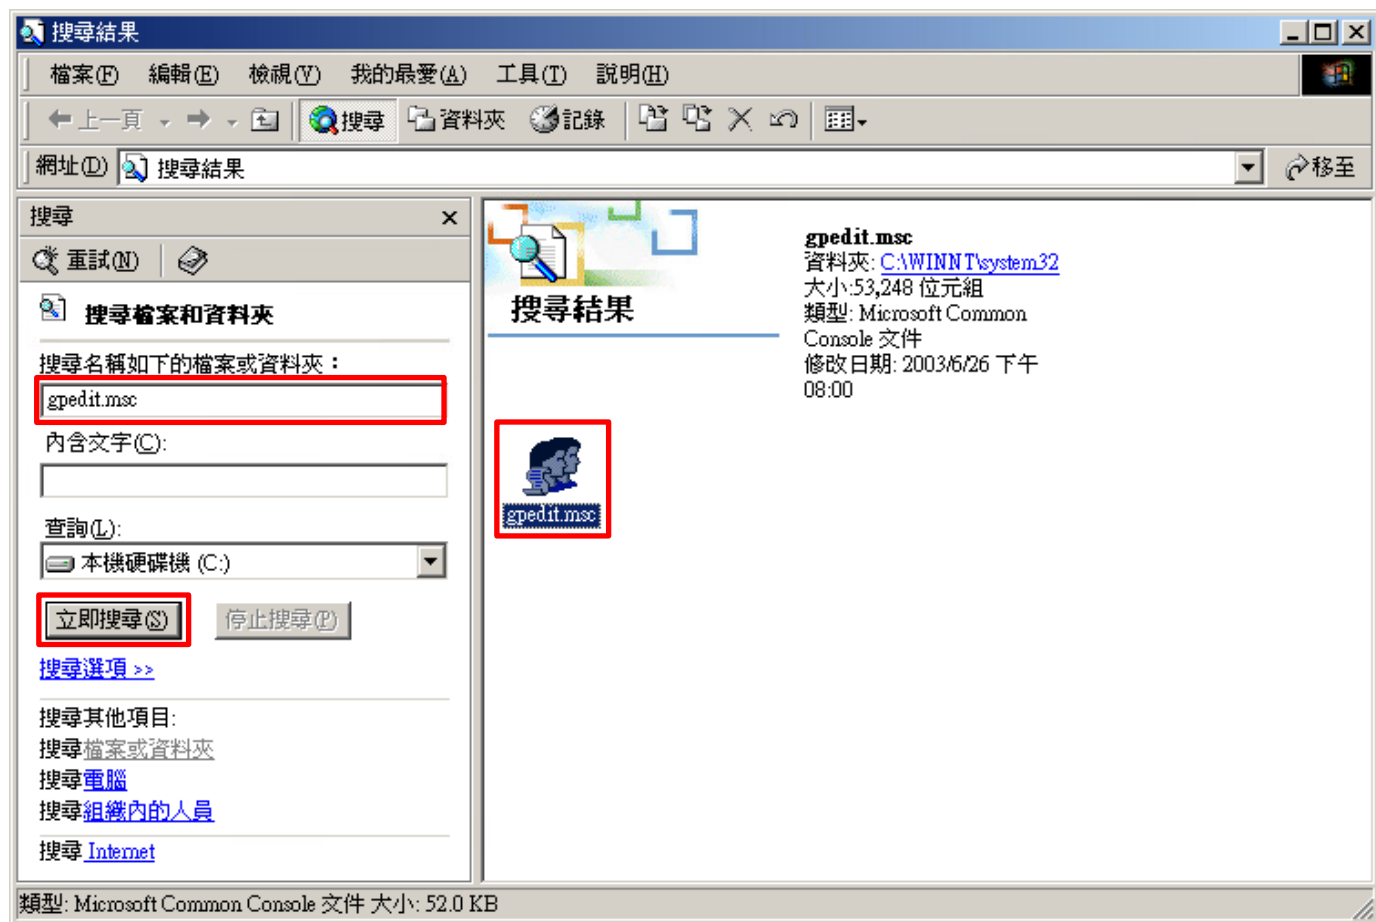 搜尋結果
檔案(F) 編輯(E) 檢視(V) 我的最愛(A) 工具(T) 說明(H)
上一頁 搜尋 資料夾 記錄
網址(D) 搜尋結果 移至
搜尋
重試(N)
搜尋檔案和資料夾
搜尋名稱如下的檔案或資料夾：
gpedit.msc
內含文字(C):
查詢(L):
本機硬碟機 (C:)
立即搜尋(S) 停止搜尋(P)
搜尋選項 >>
搜尋其他項目:
搜尋檔案或資料夾
搜尋電腦
搜尋組織內的人員
搜尋 Internet
搜尋結果
gpedit.msc
資料夾: C:\WINNT\system32
大小:53,248 位元組
類型: Microsoft Common
Console 文件
修改日期: 2003/6/26 下午
08:00
gpedit.msc
類型: Microsoft Common Console 文件 大小: 52.0 KB